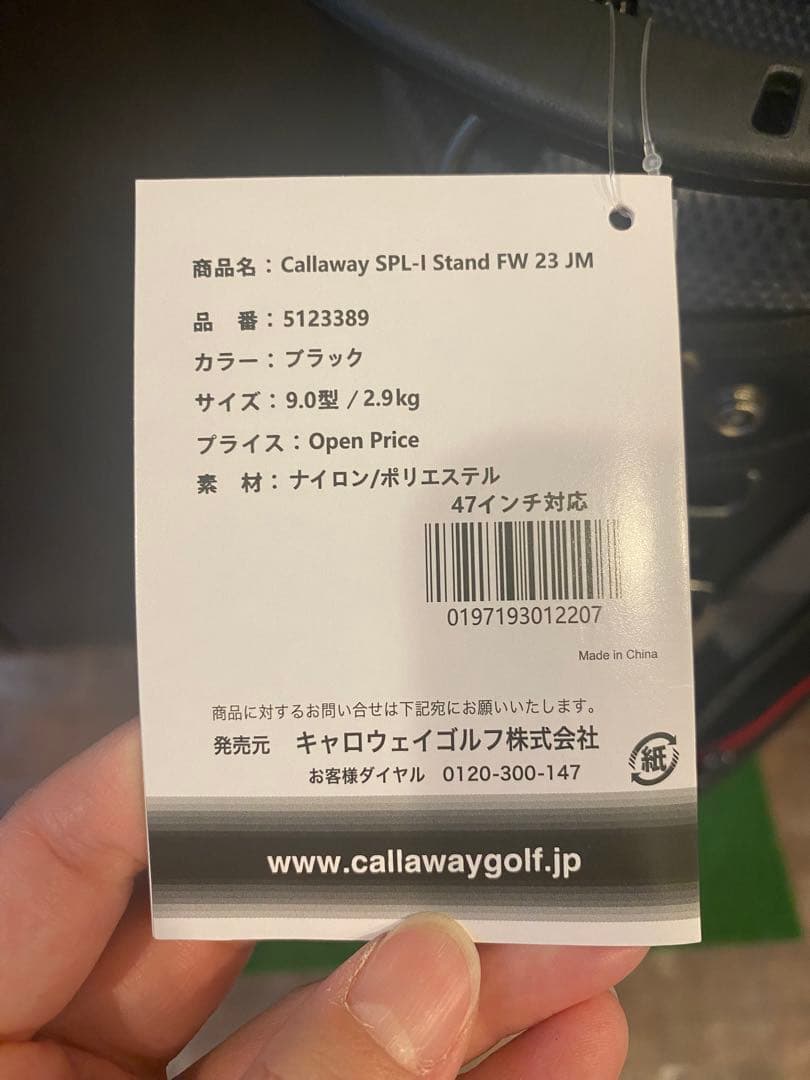 商品名：Callaway SPL-I Stand FW 23 JM
品　番：5123389
カラー：ブラック
サイズ：9.0型 / 2.9kg
プライス：Open Price
素　材：ナイロン/ポリエステル
47インチ対応
0197193012207
Made in China
商品に対するお問い合せは下記宛にお願いいたします。
発売元　キャロウェイゴルフ株式会社
お客様ダイヤル　0120-300-147
紙
www.callawaygolf.jp